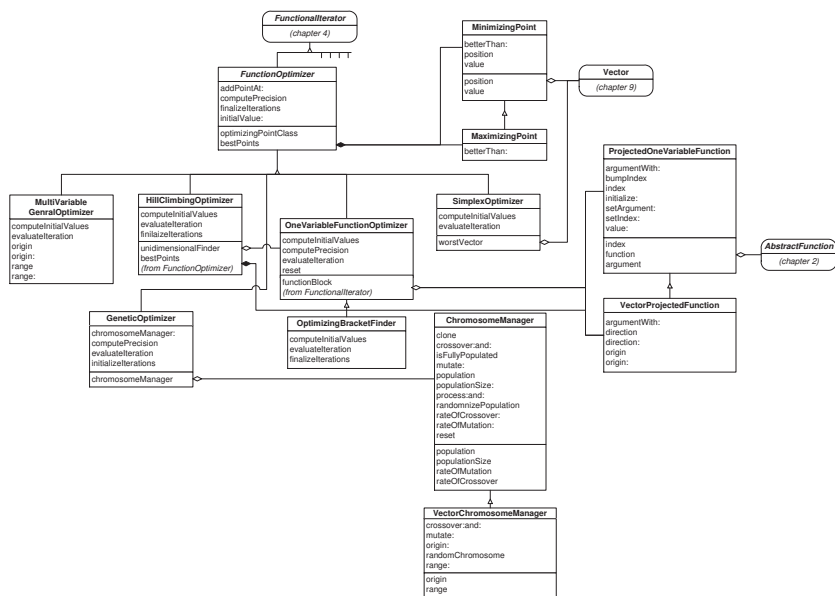 FunctionalIterator
(chapter 4)
FunctionOptimizer
addPointAt:
computePrecision
finalizeIterations
initialValue:
optimizingPointClass
bestPoints
MinimizingPoint
betterThan:
position
value
position
value
Vector
(chapter 9)
MaximizingPoint
betterThan:
ProjectedOneVariableFunction
argumentWith:
bumpIndex
index
initialize:
setArgument:
setIndex:
value:
index
function
argument
AbstractFunction
(chapter 2)
MultiVariable
GenralOptimizer
computeInitialValues
evaluateIteration
origin
origin:
range
range:
HillClimbingOptimizer
computeInitialValues
evaluateIteration
finilaizeIterations
unidimensionalFinder
bestPoints
(from FunctionOptimizer)
OneVariableFunctionOptimizer
computeInitialValues
computePrecision
evaluateIteration
reset
functionBlock
(from FunctionalIterator)
SimplexOptimizer
computeInitialValues
evaluateIteration
worstVector
VectorProjectedFunction
argumentWith:
direction
direction:
origin
origin:
GeneticOptimizer
chromosomeManager:
computePrecision
evaluateIteration
initializeIterations
chromosomeManager
OptimizingBracketFinder
computeInitialValues
evaluateIteration
finalizeIterations
ChromosomeManager
clone
crossover:and:
isFullyPopulated
mutate:
population
populationSize:
process:and:
randomnizePopulation
rateOfCrossover:
rateOfMutation:
reset
population
populationSize
rateOfMutation
rateOfCrossover
VectorChromosomeManager
crossover:and:
mutate:
origin:
randomChromosome
range:
origin
range